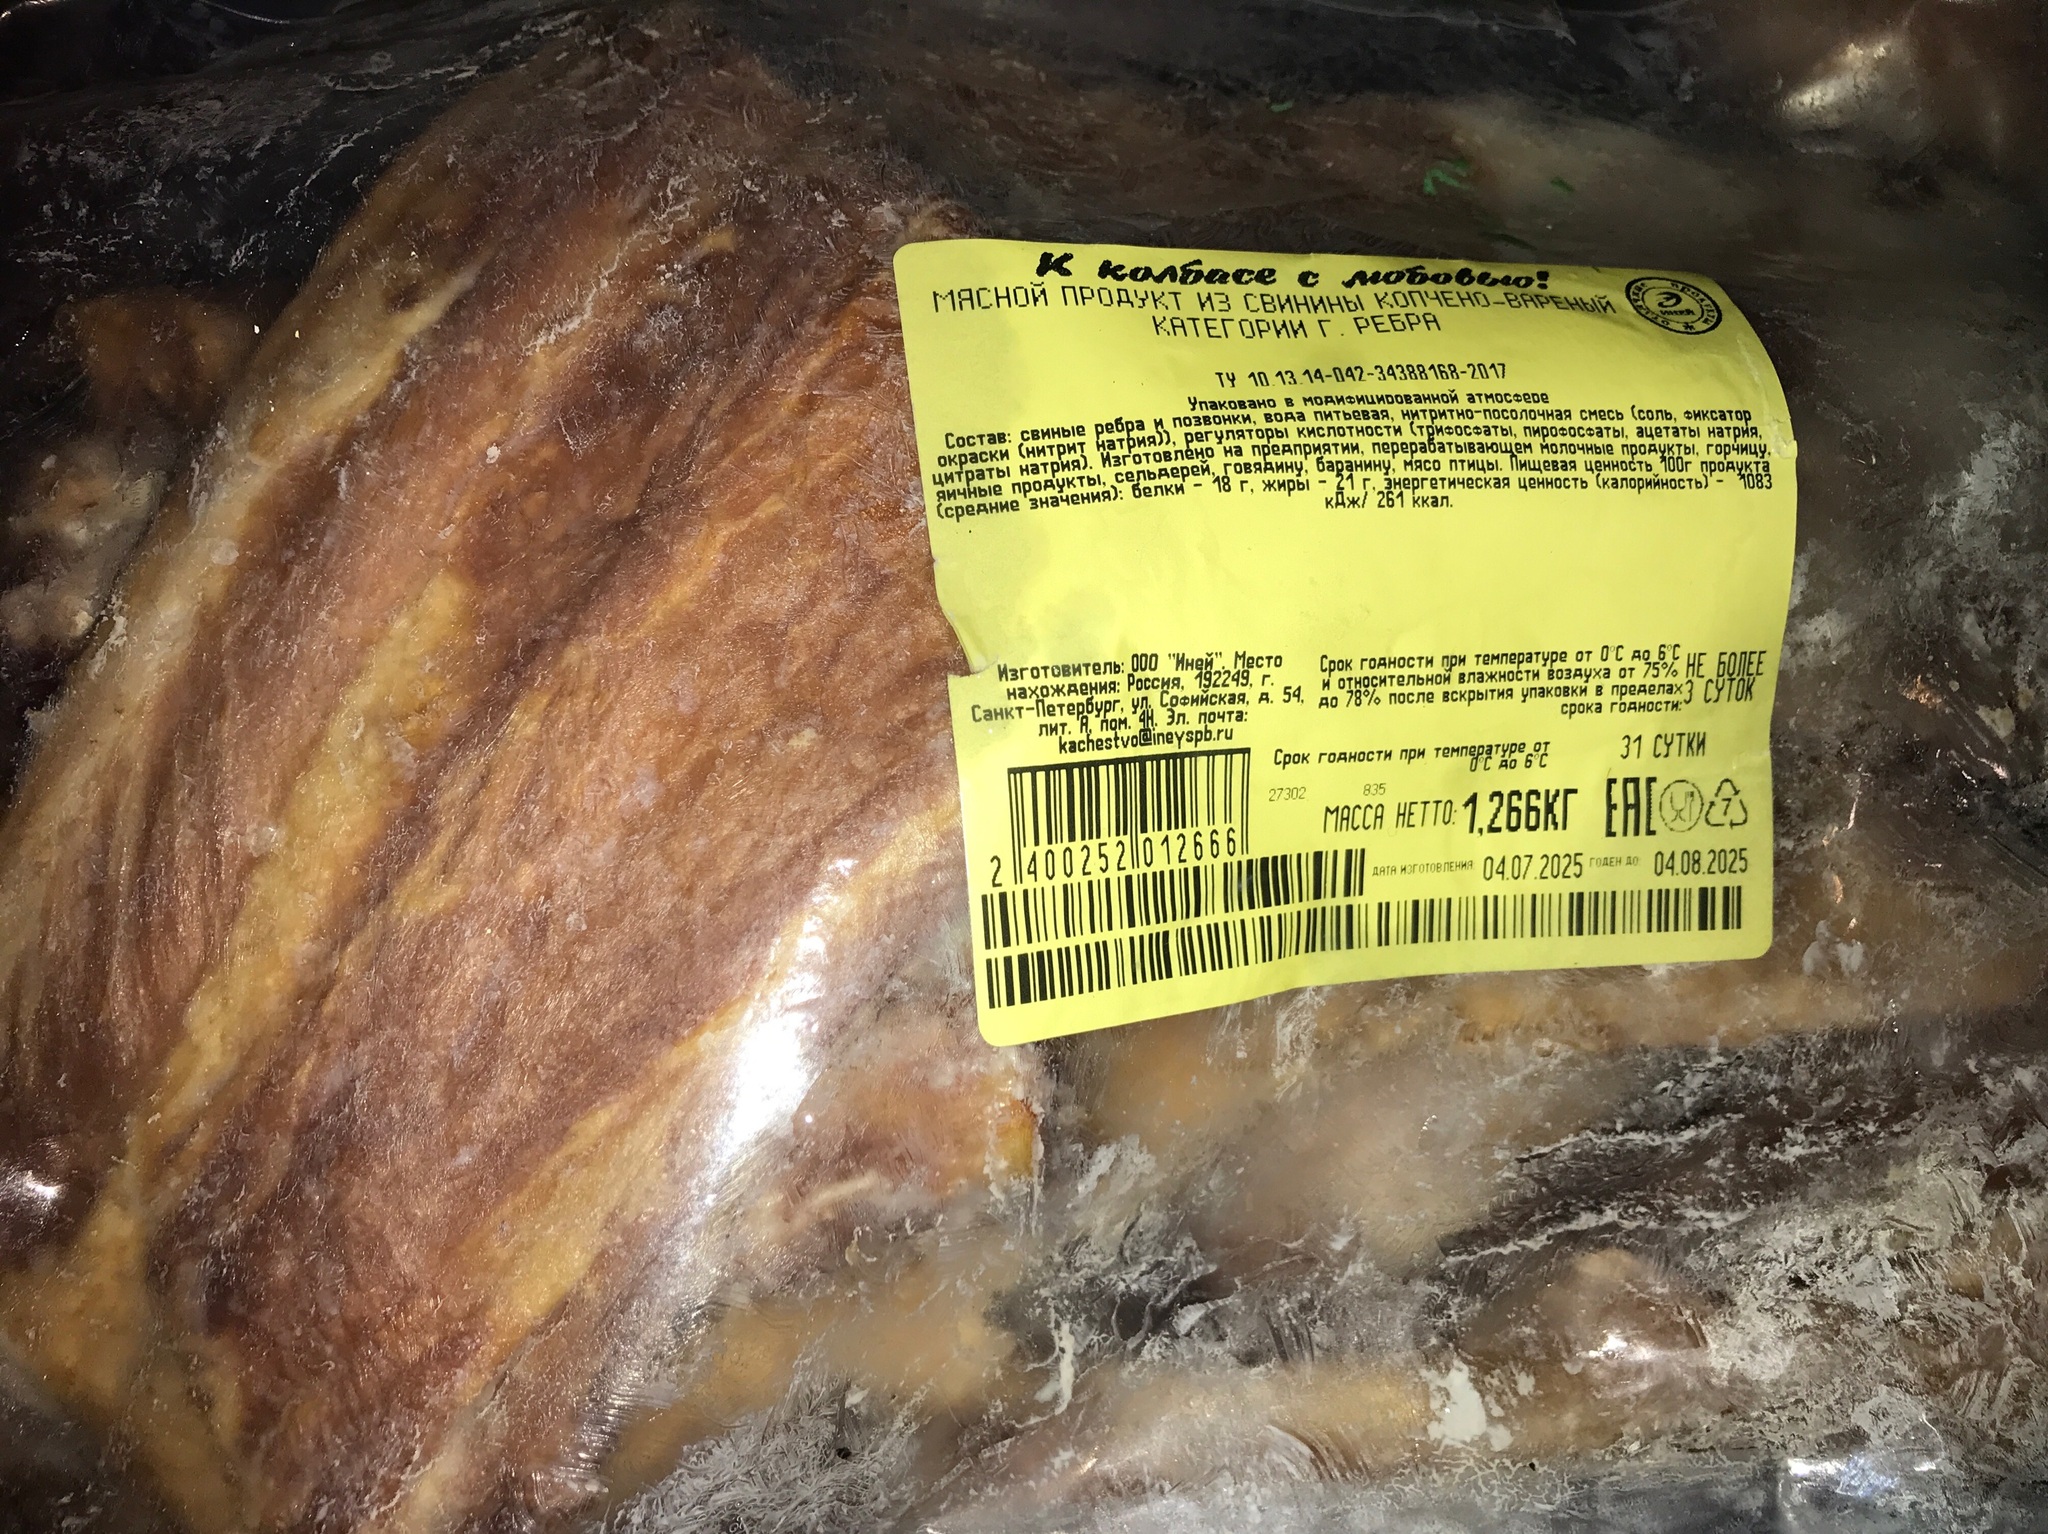 К колбасе с любовью!
МЯСНОЙ ПРОДУКТ ИЗ СВИНИНЫ КОПЧЕНО-ВАРЕНЫЙ
КАТЕГОРИИ Г. РЕБРА
ИНЕЙ
ТУ 10.13.14-042-34388168-2017
Упаковано в модифицированной атмосфере
Состав: свиные ребра и позвонки, вода питьевая, нитритно-посолочная смесь (соль, фиксатор
окраски (нитрит натрия)), регуляторы кислотности (трифосфаты, пирофосфаты, ацетаты натрия,
цитраты натрия). Изготовлено на предприятии, перерабатывающем молочные продукты, горчицу,
яичные продукты, сельдерей, говядину, баранину, мясо птицы. Пищевая ценность 100г продукта
(средние значения): белки - 18 г, жиры - 21 г, энергетическая ценность (калорийность) - 1083
кДж/ 261 ккал.
Изготовитель: ООО "Иней". Место
нахождения: Россия, 192249, г.
Санкт-Петербург, ул. Софийская, д. 54,
лит. А, пом. 4Н. Эл. почта:
kachestvo@ineyspb.ru
Срок годности при температуре от 0°С до 6°С
и относительной влажности воздуха от 75%
до 78% после вскрытия упаковки в пределах
срока годности:
НЕ БОЛЕЕ
3 СУТОК
Срок годности при температуре от
0°С до 6°С
31 СУТКИ
27302 835
МАССА НЕТТО: 1,266КГ
EAC
7
2 400252 012666
ДАТА ИЗГОТОВЛЕНИЯ: 04.07.2025 ГОДЕН ДО: 04.08.2025